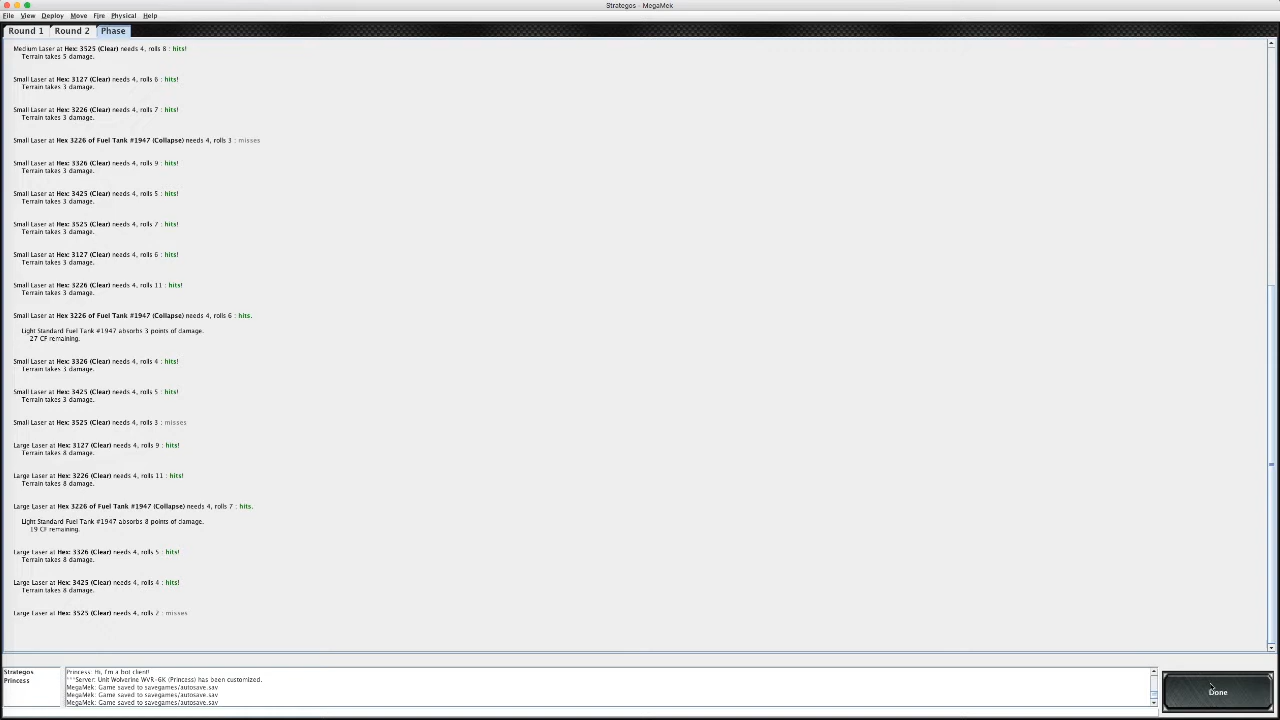 Strategos - MegaMek
File View Deploy Move Fire Physical Help
Round 1 Round 2 Phase
Medium Laser at Hex: 3525 (Clear) needs 4, rolls 8 : hits!
Terrain takes 5 damage.
Small Laser at Hex: 3127 (Clear) needs 4, rolls 6 : hits!
Terrain takes 3 damage.
Small Laser at Hex: 3226 (Clear) needs 4, rolls 7 : hits!
Terrain takes 3 damage.
Small Laser at Hex 3226 of Fuel Tank #1947 (Collapse) needs 4, rolls 3 : misses
Small Laser at Hex: 3326 (Clear) needs 4, rolls 9 : hits!
Terrain takes 3 damage.
Small Laser at Hex: 3425 (Clear) needs 4, rolls 5 : hits!
Terrain takes 3 damage.
Small Laser at Hex: 3525 (Clear) needs 4, rolls 7 : hits!
Terrain takes 3 damage.
Small Laser at Hex: 3127 (Clear) needs 4, rolls 6 : hits!
Terrain takes 3 damage.
Small Laser at Hex: 3226 (Clear) needs 4, rolls 11 : hits!
Terrain takes 3 damage.
Small Laser at Hex 3226 of Fuel Tank #1947 (Collapse) needs 4, rolls 6 : hits.
Light Standard Fuel Tank #1947 absorbs 3 points of damage.
27 CF remaining.
Small Laser at Hex: 3326 (Clear) needs 4, rolls 4 : hits!
Terrain takes 3 damage.
Small Laser at Hex: 3425 (Clear) needs 4, rolls 5 : hits!
Terrain takes 3 damage.
Small Laser at Hex: 3525 (Clear) needs 4, rolls 3 : misses
Large Laser at Hex: 3127 (Clear) needs 4, rolls 9 : hits!
Terrain takes 8 damage.
Large Laser at Hex: 3226 (Clear) needs 4, rolls 11 : hits!
Terrain takes 8 damage.
Large Laser at Hex 3226 of Fuel Tank #1947 (Collapse) needs 4, rolls 7 : hits.
Light Standard Fuel Tank #1947 absorbs 8 points of damage.
19 CF remaining.
Large Laser at Hex: 3326 (Clear) needs 4, rolls 5 : hits!
Terrain takes 8 damage.
Large Laser at Hex: 3425 (Clear) needs 4, rolls 4 : hits!
Terrain takes 8 damage.
Large Laser at Hex: 3525 (Clear) needs 4, rolls 2 : misses
Strategos
Princess
Princess: Hi, I'm a bot client!
***Server: Unit Wolverine WVR-6K (Princess) has been customized.
MegaMek: Game saved to savegames/autosave.sav
MegaMek: Game saved to savegames/autosave.sav
MegaMek: Game saved to savegames/autosave.sav
Done